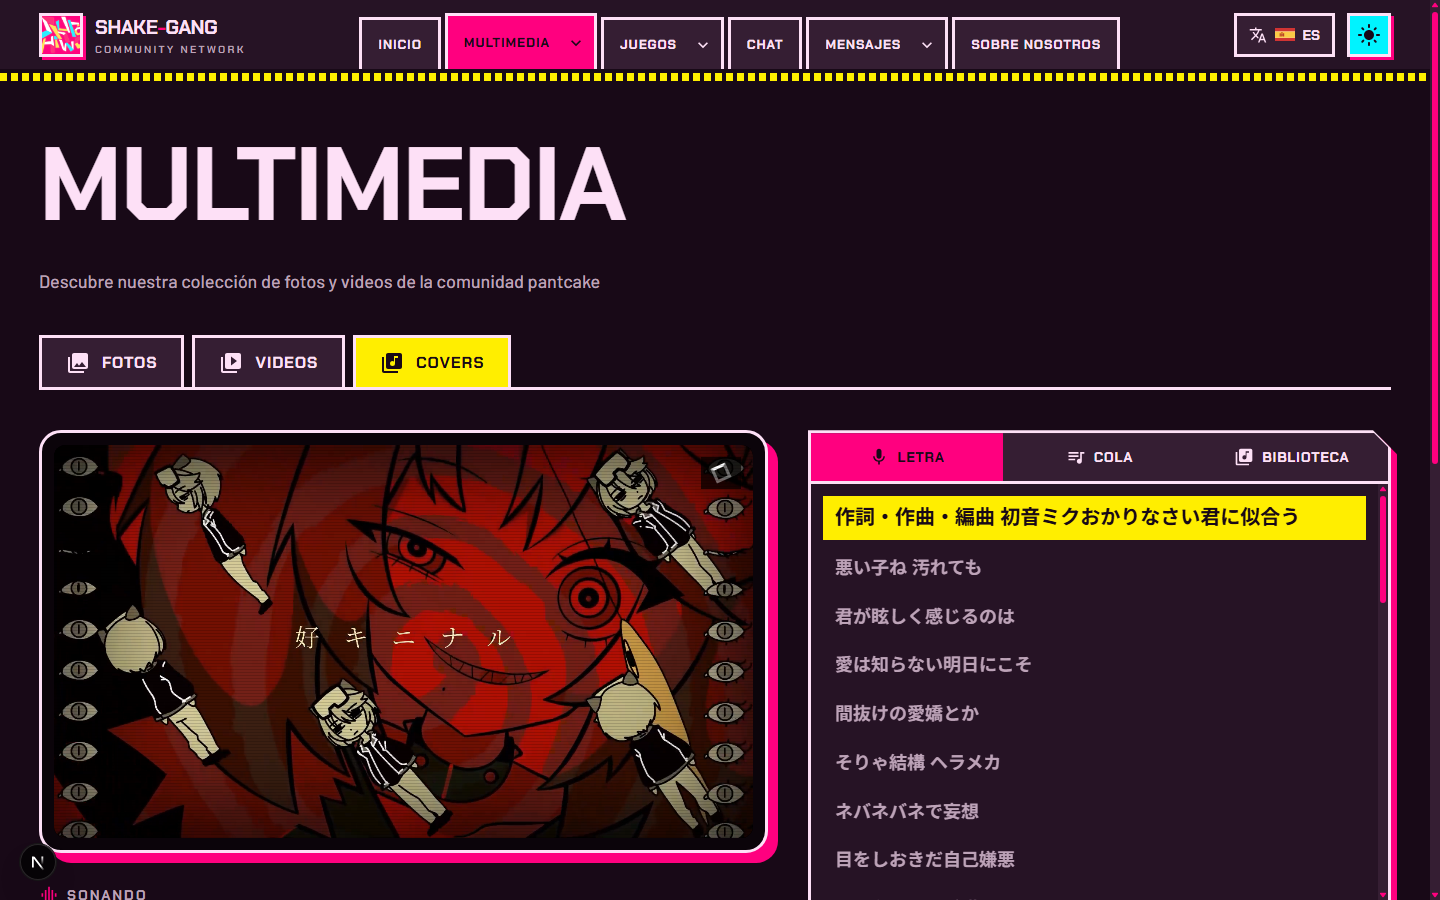 SHAKE-GANG
COMMUNITY NETWORK
INICIO
MULTIMEDIA
JUEGOS
CHAT
MENSAJES
SOBRE NOSOTROS
ES
MULTIMEDIA
Descubre nuestra colección de fotos y videos de la comunidad pantcake
FOTOS
VIDEOS
COVERS
好キニナル
N
SONANDO
LETRA
COLA
BIBLIOTECA
作詞・作曲・編曲 初音ミクおかりなさい君に似合う
悪い子ね 汚れても
君が眩しく感じるのは
愛は知らない明日にこそ
間抜けの愛嬌とか
そりゃ結構 ヘラメカ
ネバネバネで妄想
目をしおきだ自己嫌悪